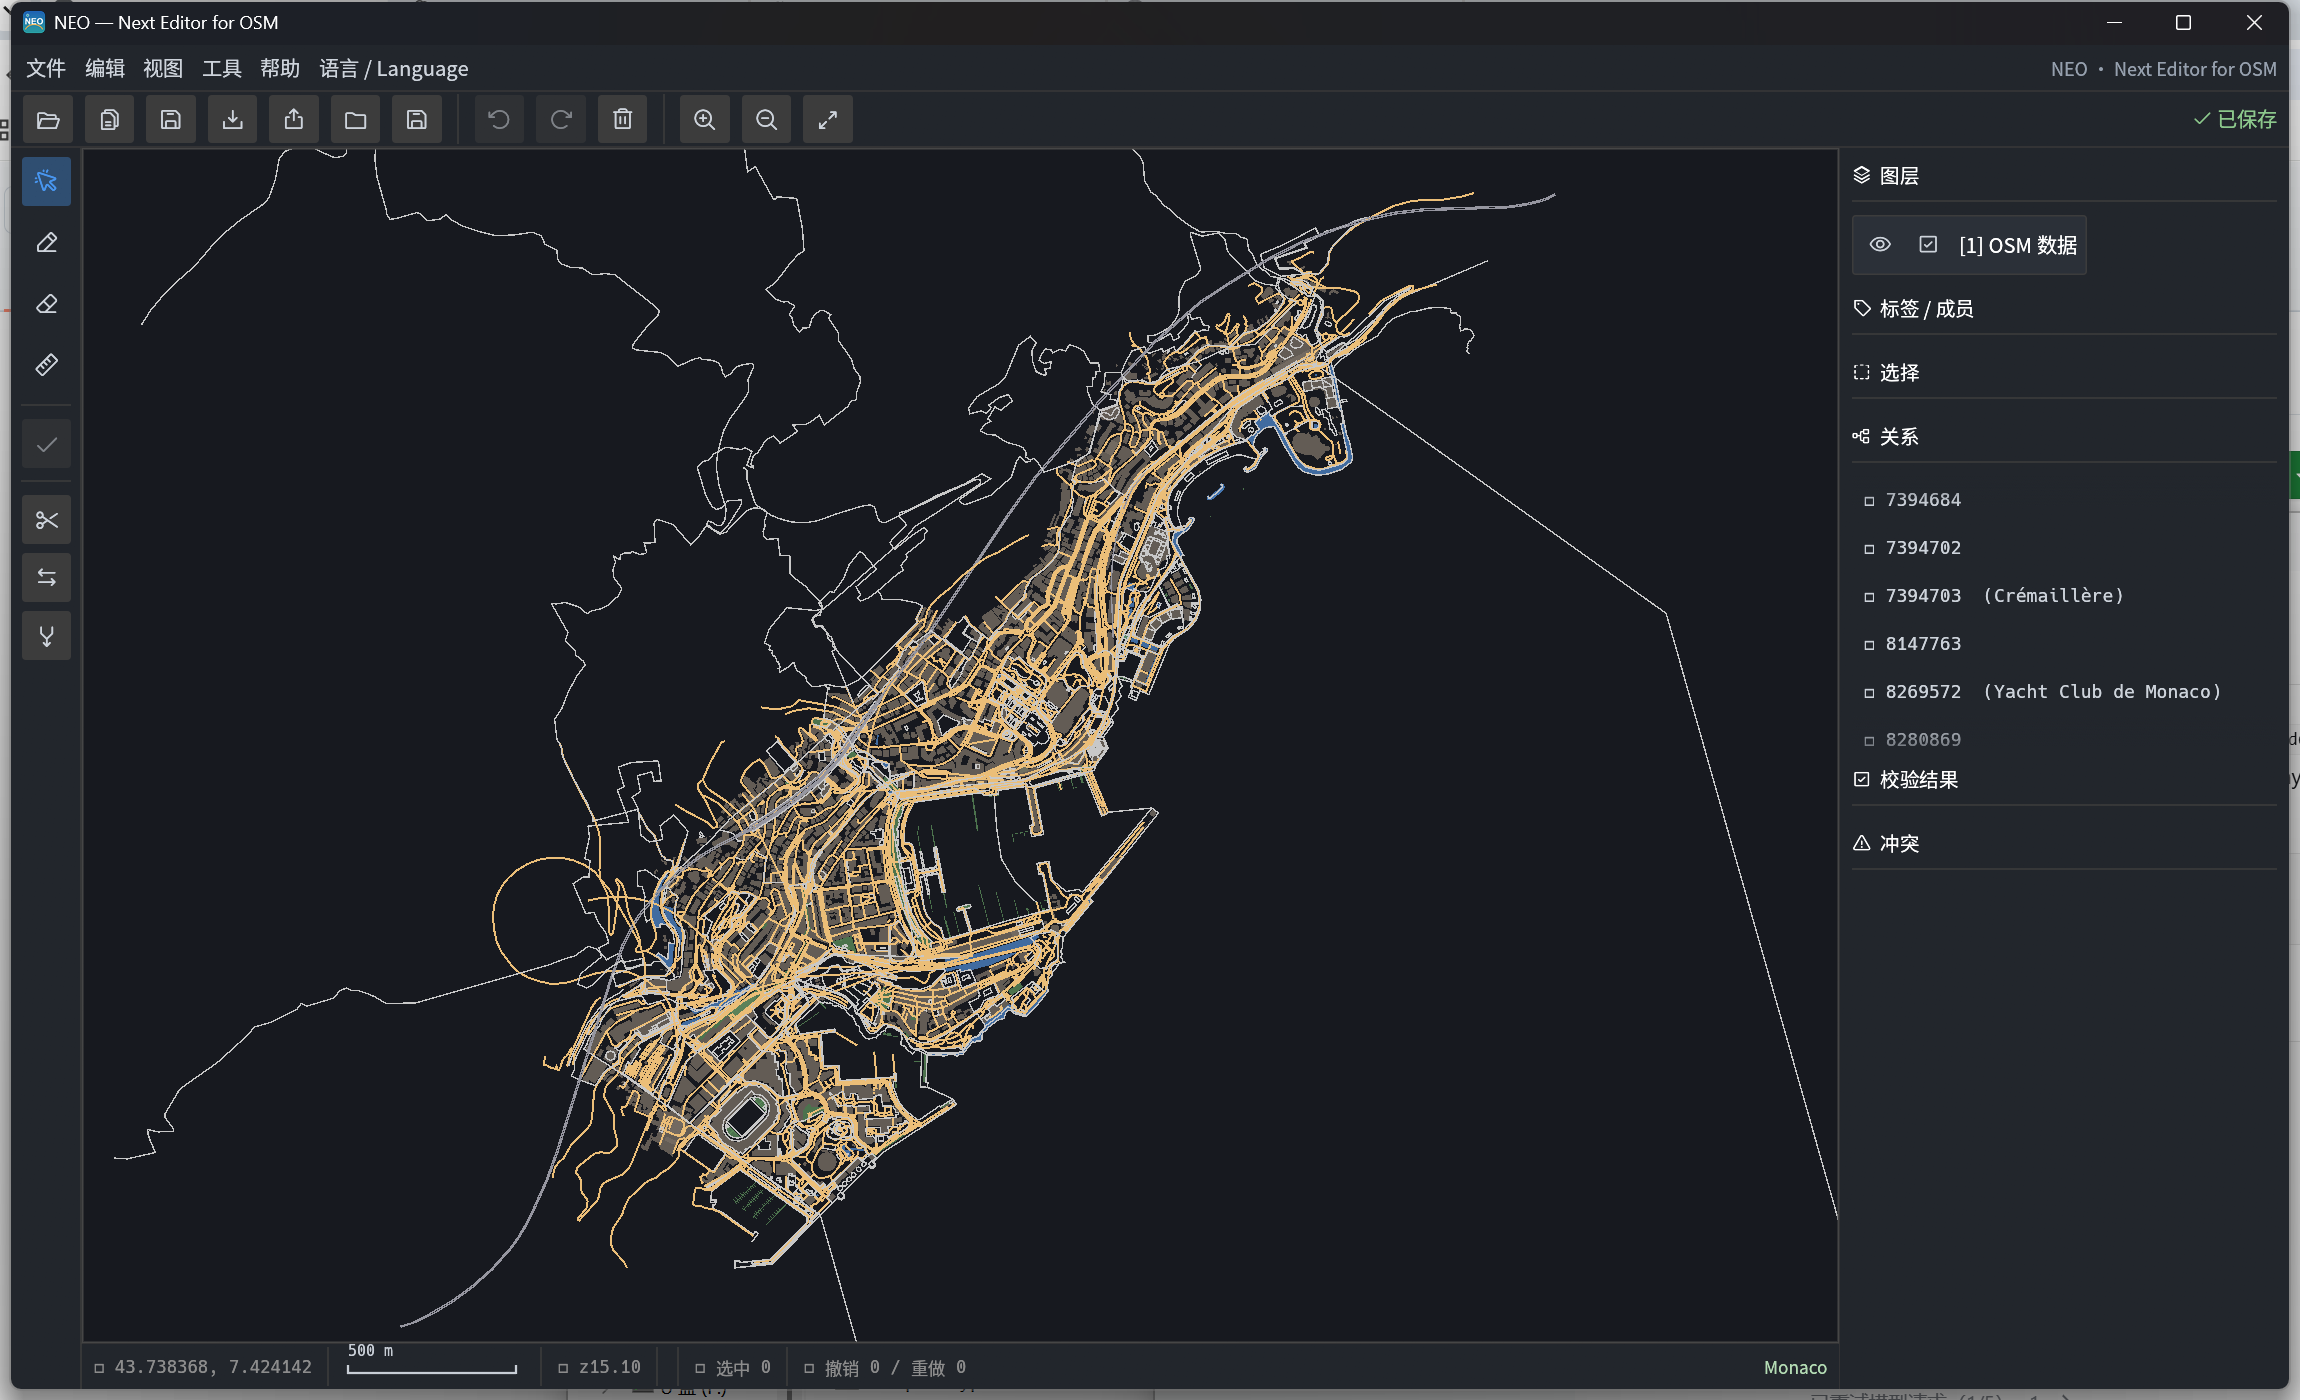 NEO — Next Editor for OSM
文件 编辑 视图 工具 帮助 语言 / Language
NEO • Next Editor for OSM
已保存
图层
[1] OSM 数据
标签 / 成员
选择
关系
7394684
7394702
7394703 (Crémaillère)
8147763
8269572 (Yacht Club de Monaco)
8280869
校验结果
冲突
43.738368, 7.424142
500 m
z15.10
选中 0
撤销 0 / 重做 0
Monaco